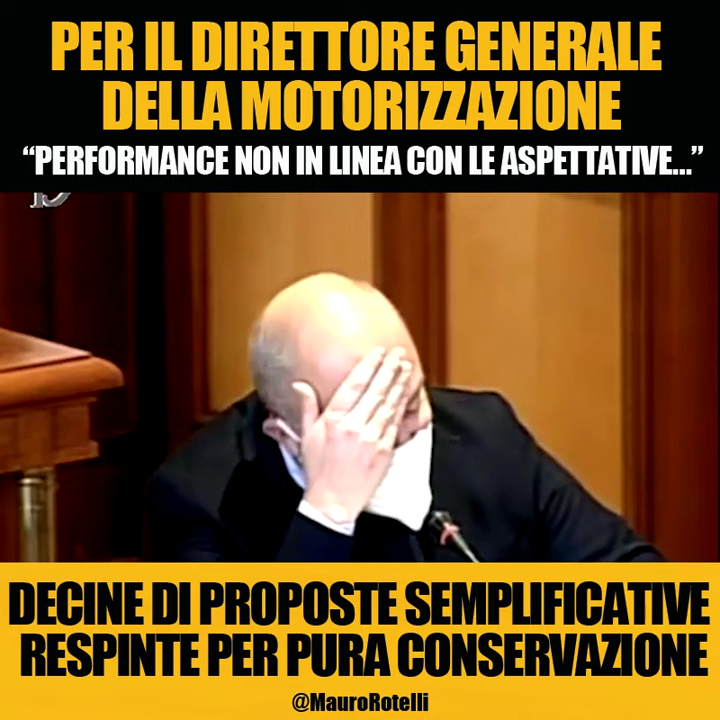 PER IL DIRETTORE GENERALE
DELLA MOTORIZZAZIONE
“PERFORMANCE NON IN LINEA CON LE ASPETTATIVE...”
DECINE DI PROPOSTE SEMPLIFICATIVE
RESPINTE PER PURA CONSERVAZIONE
@MauroRotelli